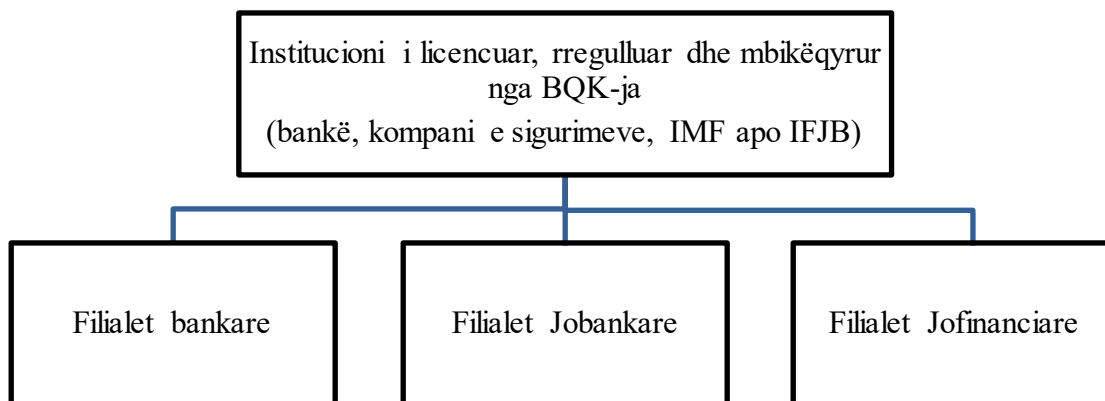 Institucioni i licencuar, rregulluar dhe mbikëqyrur
nga BQK-ja
(bankë, kompani e sigurimeve, IMF apo IFJB)
Filialet bankare
Filialet Jobankare
Filialet Jofinanciare